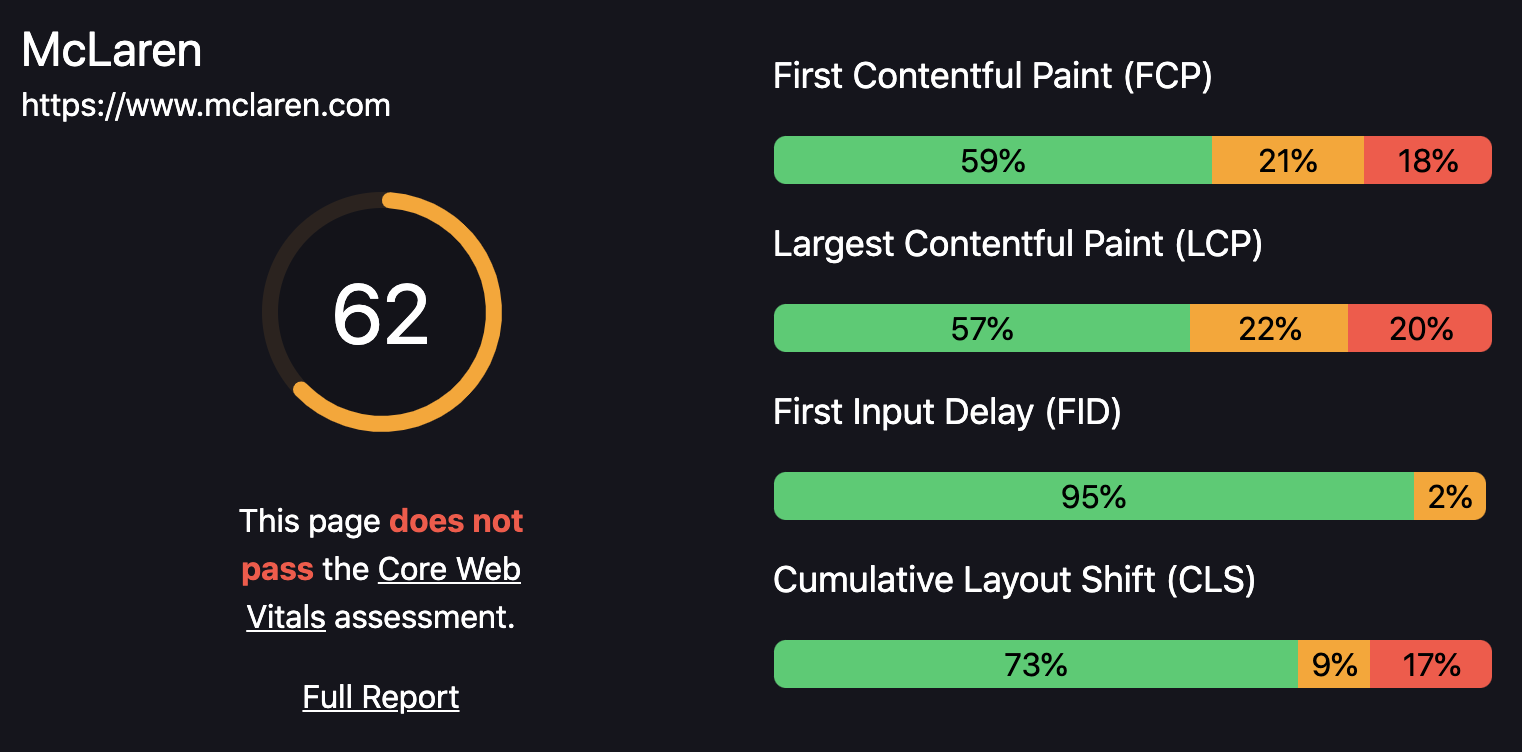 McLaren
https://www.mclaren.com
62
This page does not
pass the Core Web
Vitals assessment.
Full Report
First Contentful Paint (FCP)
59% 21% 18%
Largest Contentful Paint (LCP)
57% 22% 20%
First Input Delay (FID)
95% 2%
Cumulative Layout Shift (CLS)
73% 9% 17%